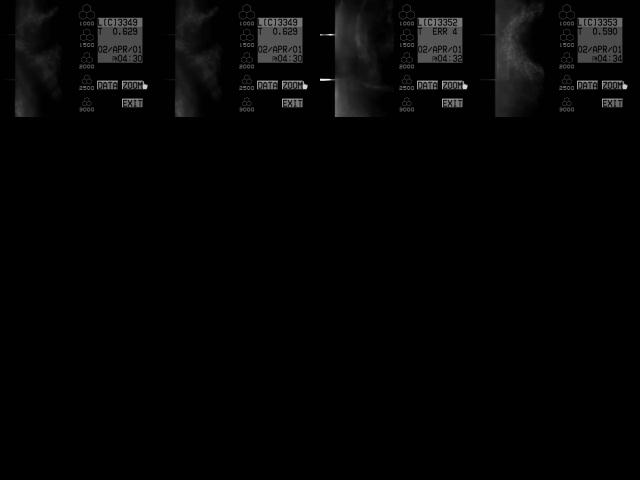 L(C)3349
T 0.629
02/APR/01
PM04:30
1000
1500
2000
2500
3000
DATA ZOOM
EXIT
L(C)3349
T 0.629
02/APR/01
PM04:30
1000
1500
2000
2500
3000
DATA ZOOM
EXIT
L(C)3352
T ERR 4
02/APR/01
PM04:32
1000
1500
2000
2500
3000
DATA ZOOM
EXIT
L(C)3353
T 0.590
02/APR/01
PM04:34
1000
1500
2000
2500
3000
DATA ZOOM
EXIT